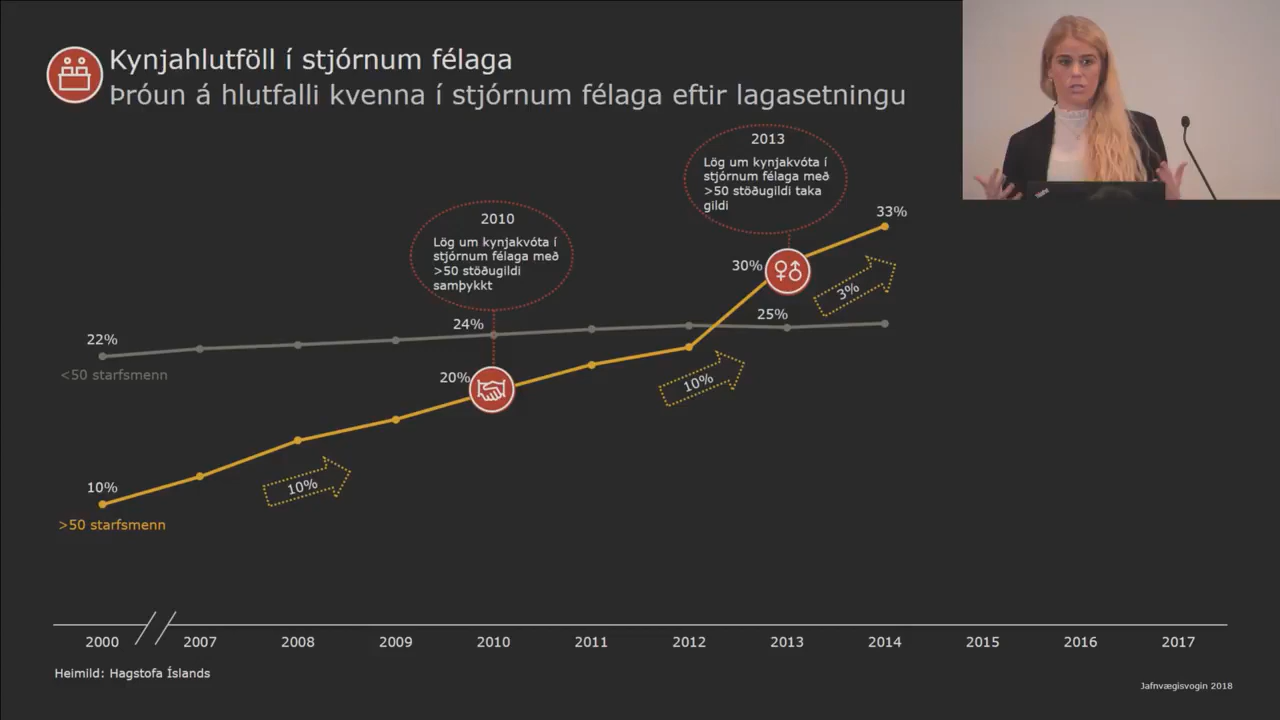 Kynjahlutföll í stjórnum félaga
Þróun á hlutfalli kvenna í stjórnum félaga eftir lagasetningu
2013
Lög um kynjakvóta í
stjórnum félaga með
>50 stöðugildi taka
gildi
2010
Lög um kynjakvóta í
stjórnum félaga með
>50 stöðugildi
samþykkt
33%
30%
3%
25%
24%
22%
<50 starfsmenn
20%
10%
10%
10%
>50 starfsmenn
2000 2007 2008 2009 2010 2011 2012 2013 2014 2015 2016 2017
Heimild: Hagstofa Íslands
Jafnvægisvogin 2018